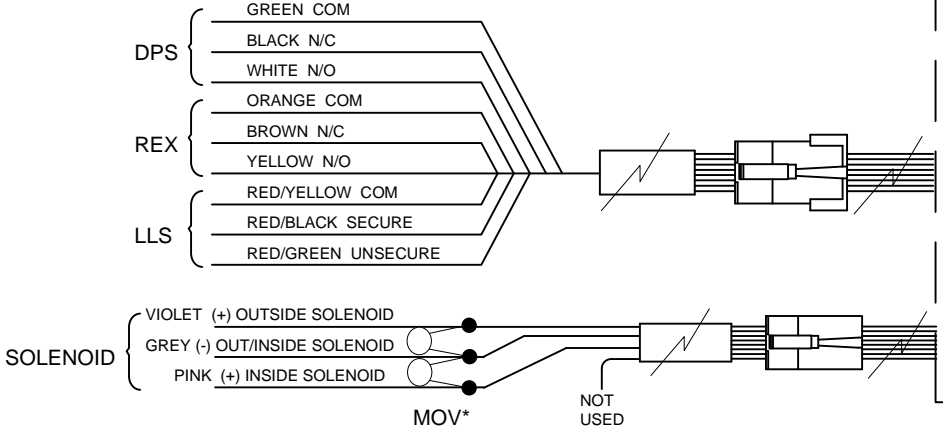 DPS
GREEN COM
BLACK N/C
WHITE N/O
REX
ORANGE COM
BROWN N/C
YELLOW N/O
LLS
RED/YELLOW COM
RED/BLACK SECURE
RED/GREEN UNSECURE
SOLENOID
VIOLET (+) OUTSIDE SOLENOID
GREY (-) OUT/INSIDE SOLENOID
PINK (+) INSIDE SOLENOID
MOV*
NOT
USED